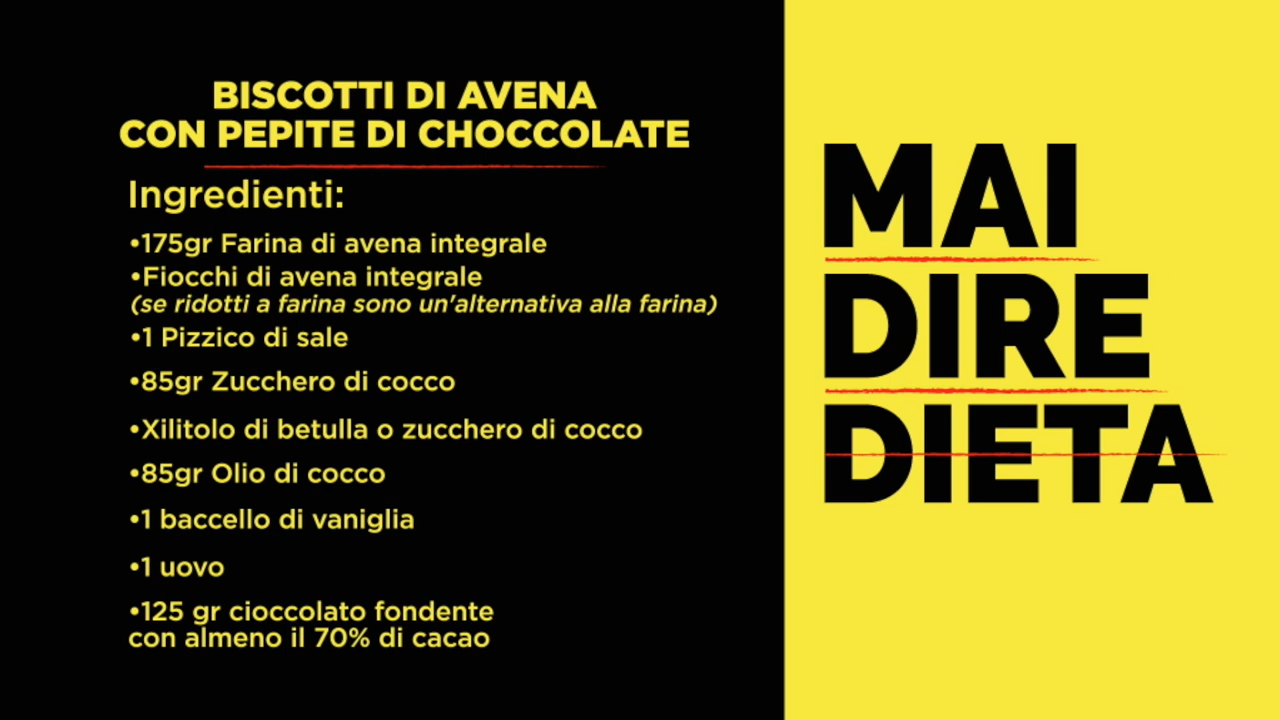 BISCOTTI DI AVENA
CON PEPITE DI CHOCCOLATE
Ingredienti:
•175gr Farina di avena integrale
•Fiocchi di avena integrale
(se ridotti a farina sono un'alternativa alla farina)
•1 Pizzico di sale
•85gr Zucchero di cocco
•Xilitolo di betulla o zucchero di cocco
•85gr Olio di cocco
•1 baccello di vaniglia
•1 uovo
•125 gr cioccolato fondente
con almeno il 70% di cacao
MAI
DIRE
DIETA